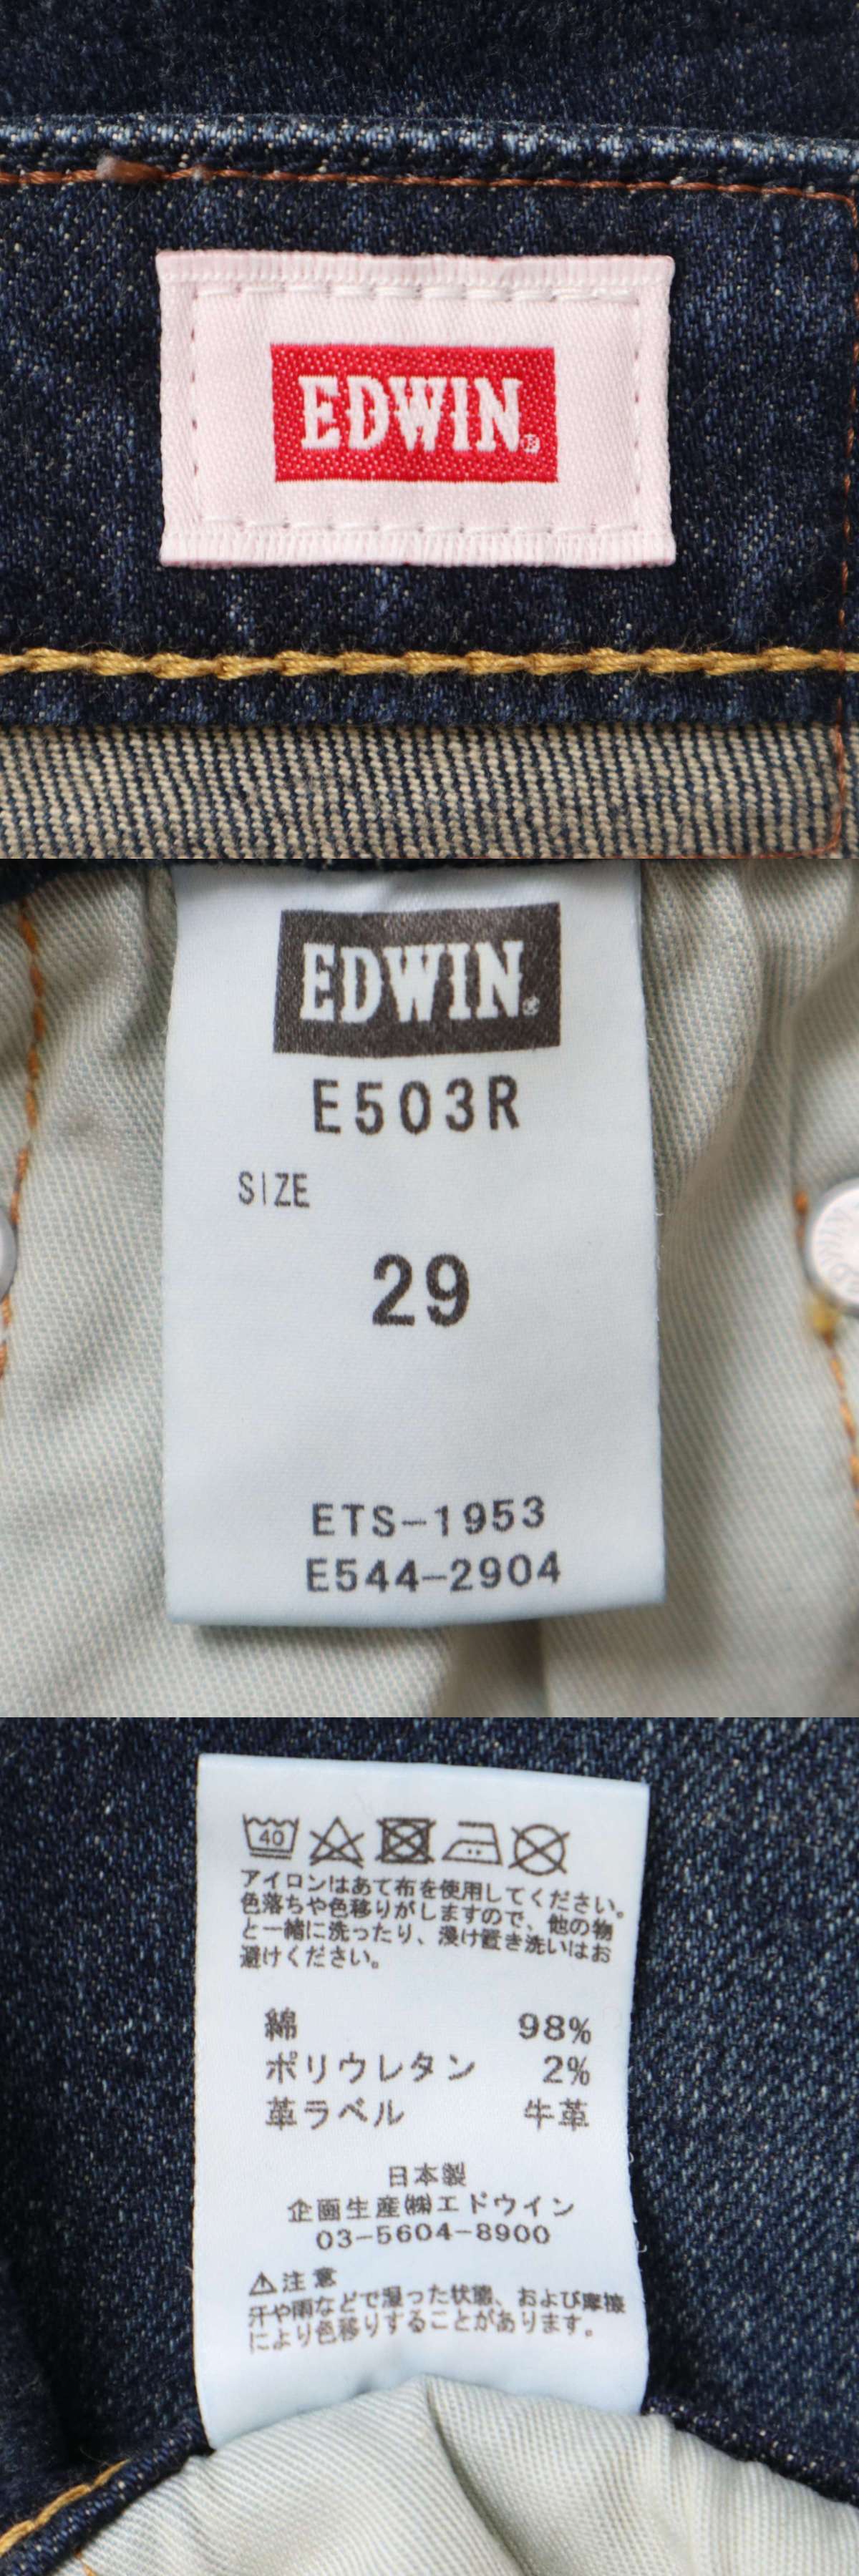 EDWIN®
EDWIN®
E503R
SIZE
29
ETS-1953
E544-2904
40
アイロンはあて布を使用してください。
色落ちや色移りがしますので、他の物
と一緒に洗ったり、浸け置き洗いはお
避けください。
綿 98%
ポリウレタン 2%
革ラベル 牛革
日本製
企画生産㈱エドウイン
03-5604-8900
⚠注意
汗や雨などで湿った状態、および摩擦
により色移りすることがあります。